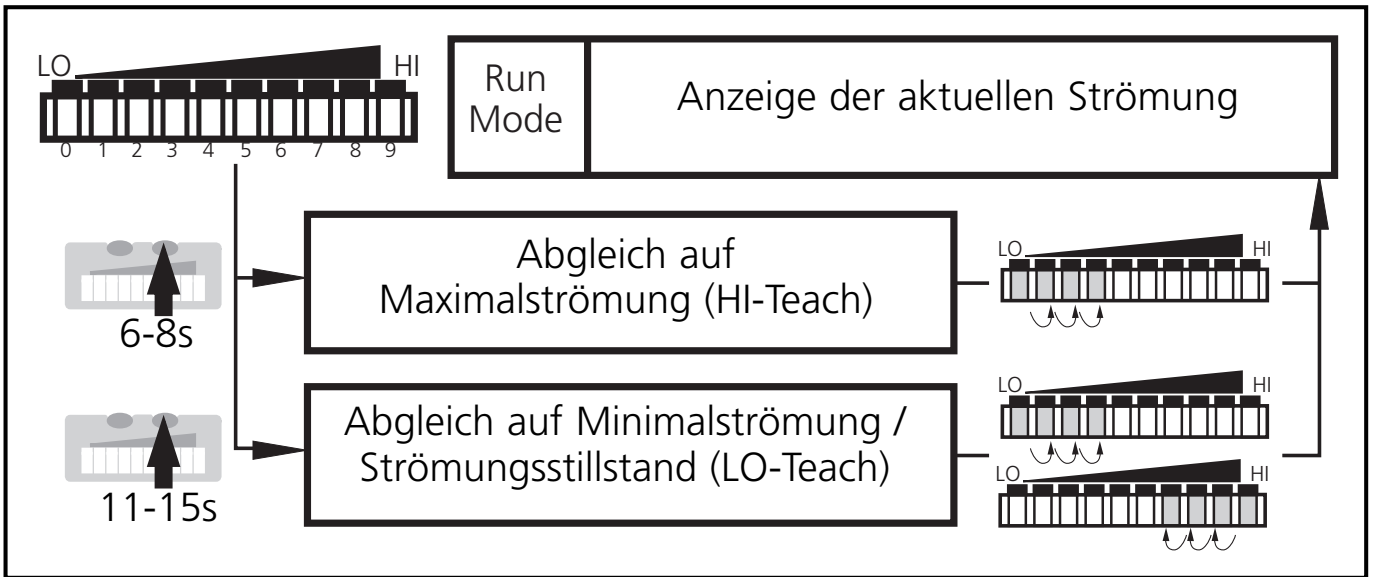 LO HI
0 1 2 3 4 5 6 7 8 9
Run
Mode
Anzeige der aktuellen Strömung
6-8s
Abgleich auf
Maximalströmung (HI-Teach)
LO HI
11-15s
Abgleich auf Minimalströmung /
Strömungsstillstand (LO-Teach)
LO HI
LO HI